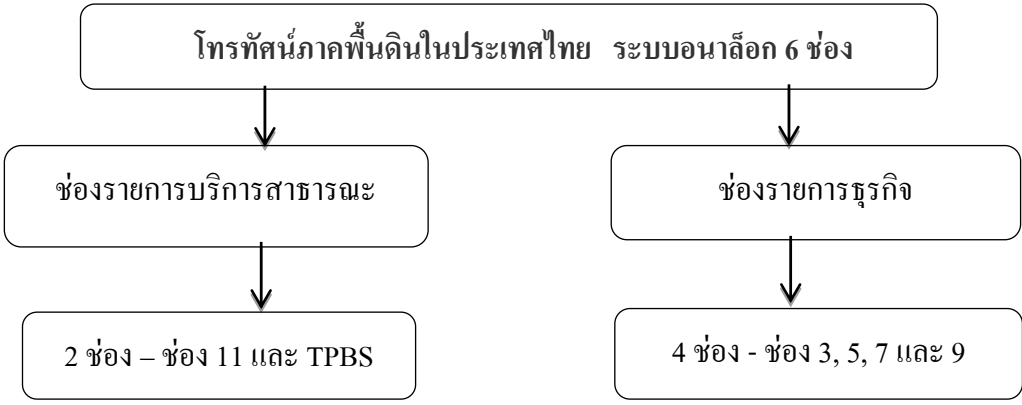 โทรทัศน์ภาคพื้นดินในประเทศไทย ระบบอนาล็อก 6 ช่อง
ช่องรายการบริการสาธารณะ
ช่องรายการธุรกิจ
2 ช่อง – ช่อง 11 และ TPBS
4 ช่อง - ช่อง 3, 5, 7 และ 9